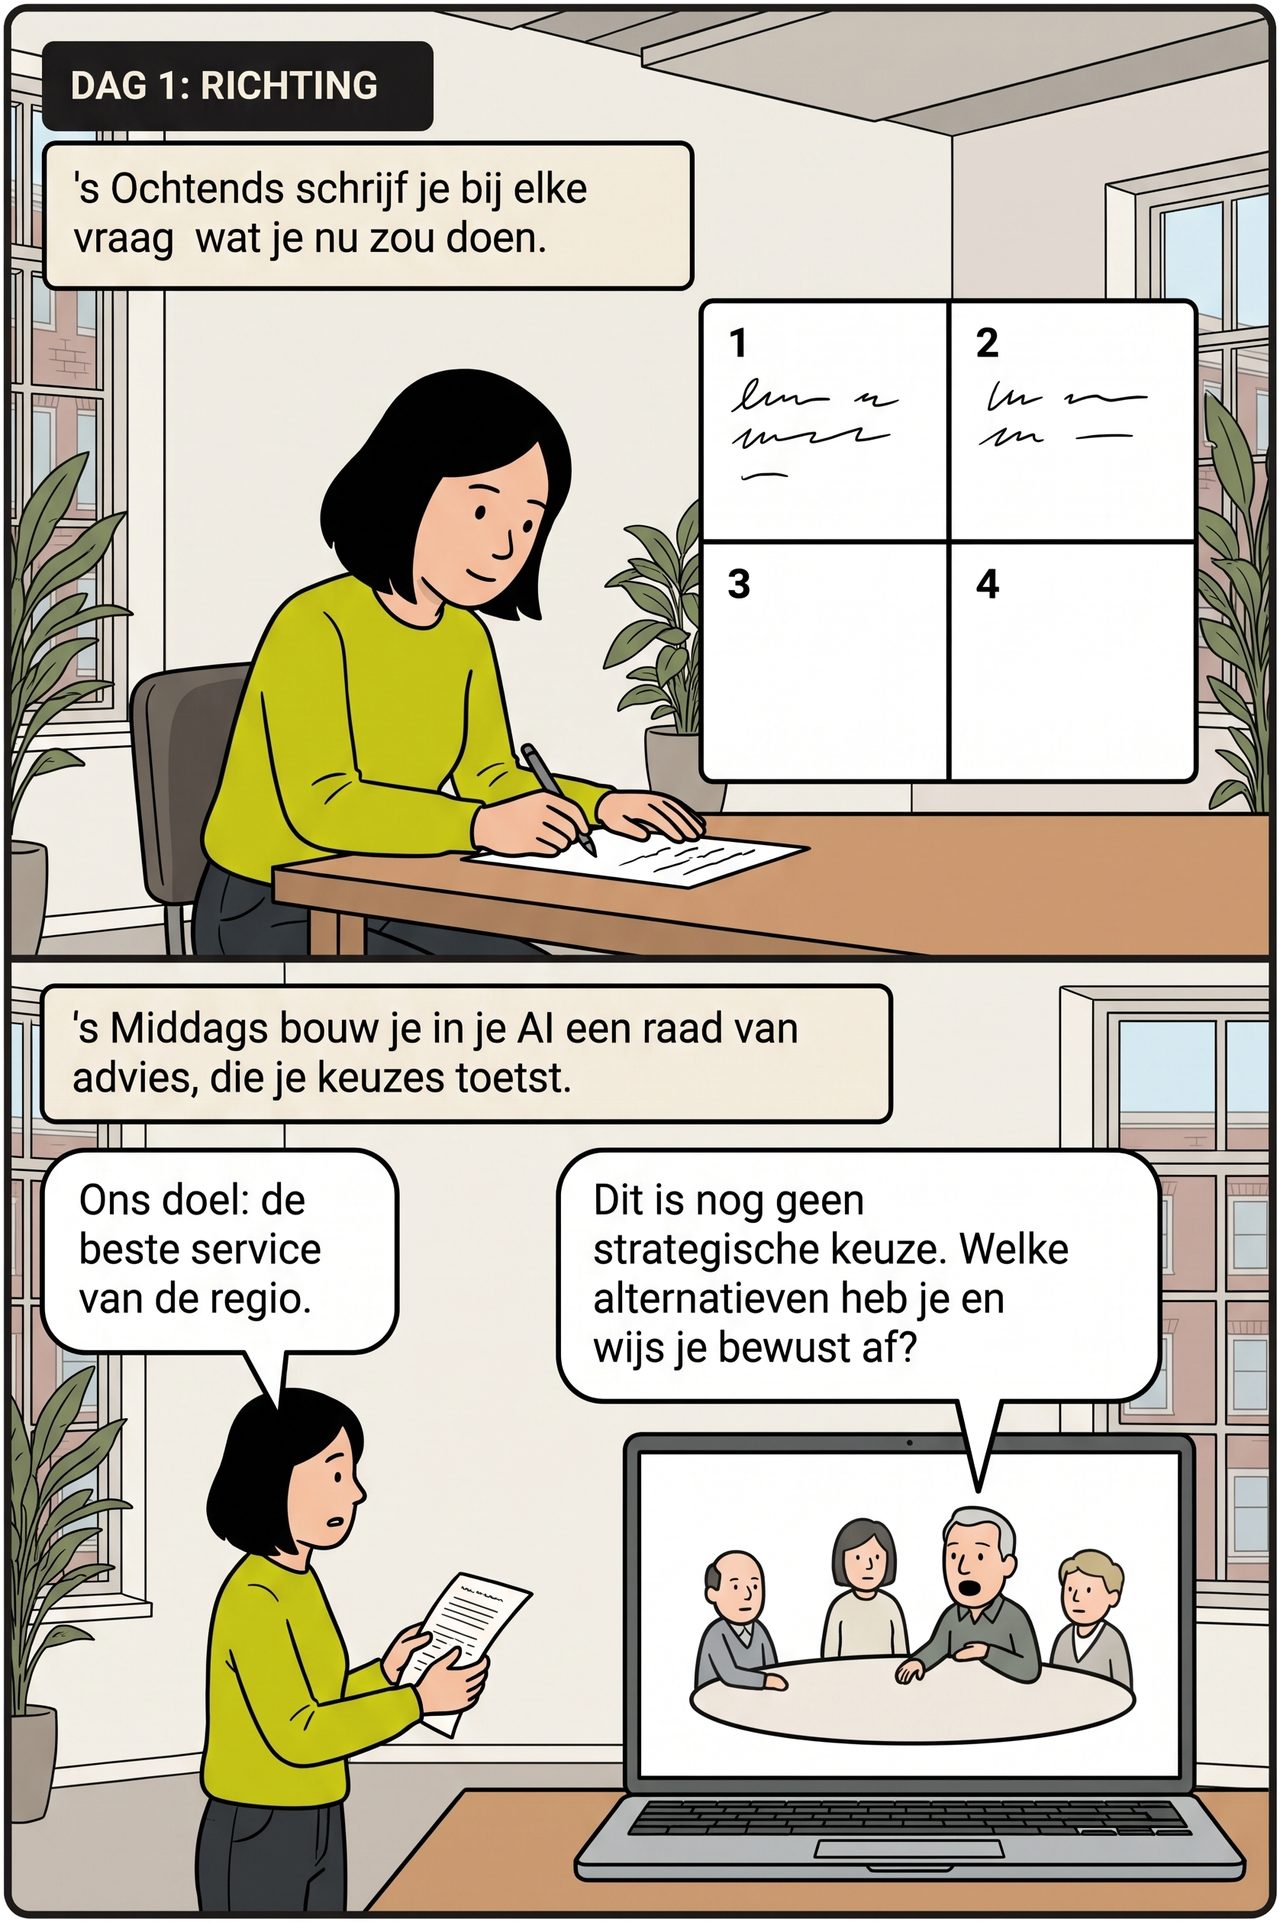 DAG 1: RICHTING
's Ochtends schrijf je bij elke
vraag  wat je nu zou doen.
1
2
3
4
's Middags bouw je in je AI een raad van
advies, die je keuzes toetst.
Ons doel: de
beste service
van de regio.
Dit is nog geen
strategische keuze. Welke
alternatieven heb je en
wijs je bewust af?